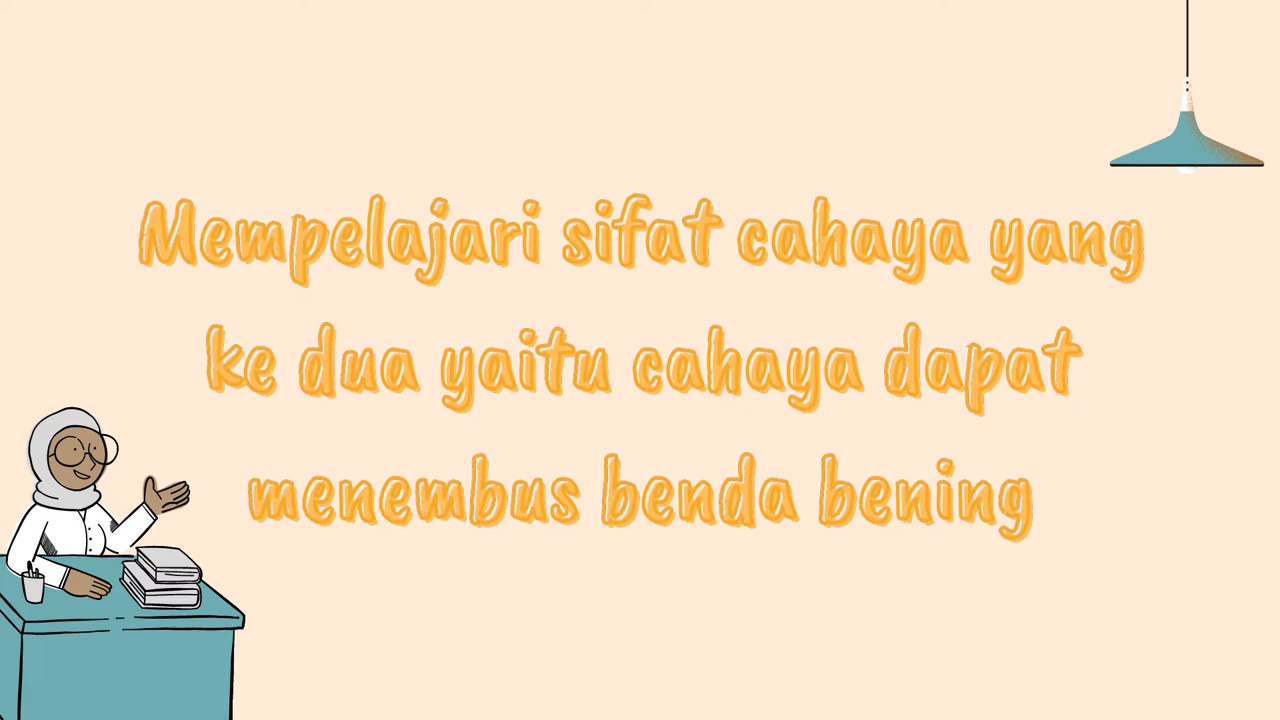 Mempelajari sifat cahaya yang
ke dua yaitu cahaya dapat
menembus benda bening